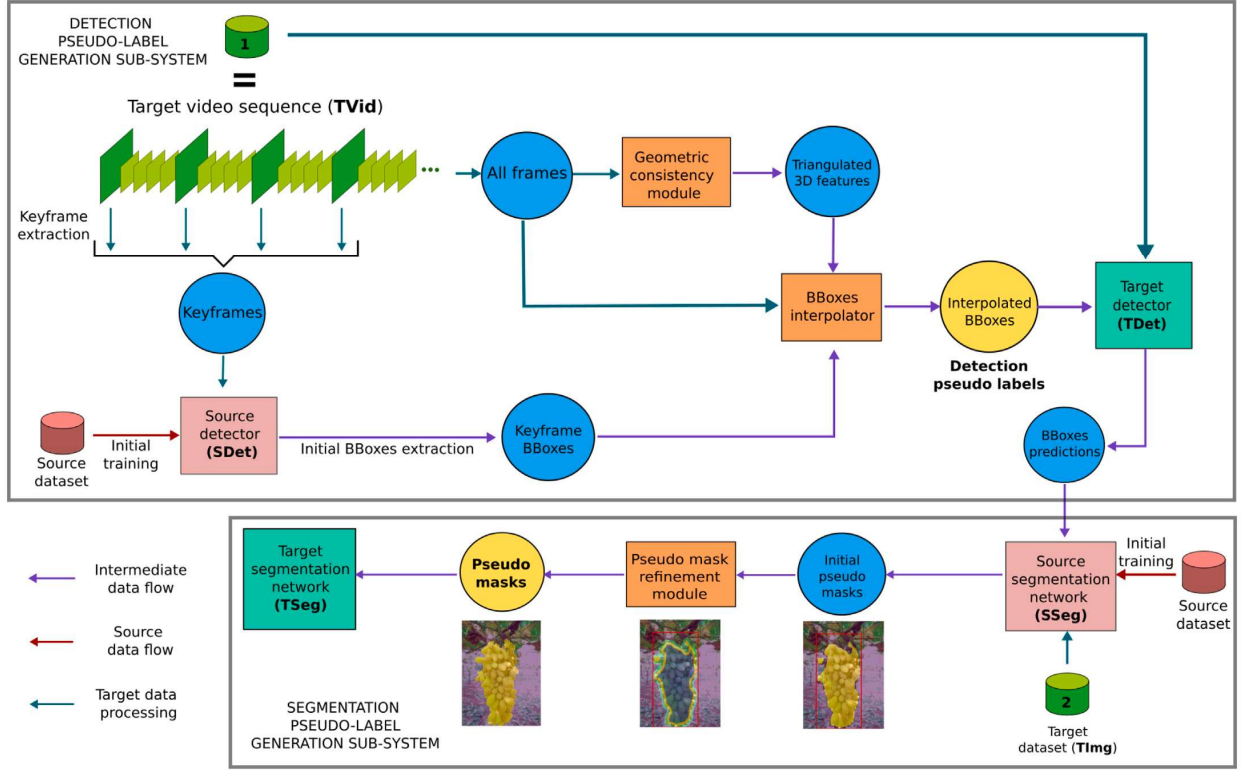 DETECTION
PSEUDO-LABEL
GENERATION SUB-SYSTEM
1
=
Target video sequence (TVid)
Keyframe
extraction
All frames
Geometric
consistency
module
Triangulated
3D features
Keyframes
BBoxes
interpolator
Interpolated
BBoxes
Detection
pseudo labels
Target
detector
(TDet)
Source
dataset
Initial
training
Source
detector
(SDet)
Initial BBoxes extraction
Keyframe
BBoxes
BBoxes
predictions
Intermediate
data flow
Source
data flow
Target data
processing
Target
segmentation
network
(TSeg)
Pseudo
masks
Pseudo mask
refinement
module
Initial
pseudo
masks
Source
segmentation
network
(SSeg)
Initial
training
Source
dataset
2
Target
dataset (TImg)
SEGMENTATION
PSEUDO-LABEL
GENERATION SUB-SYSTEM